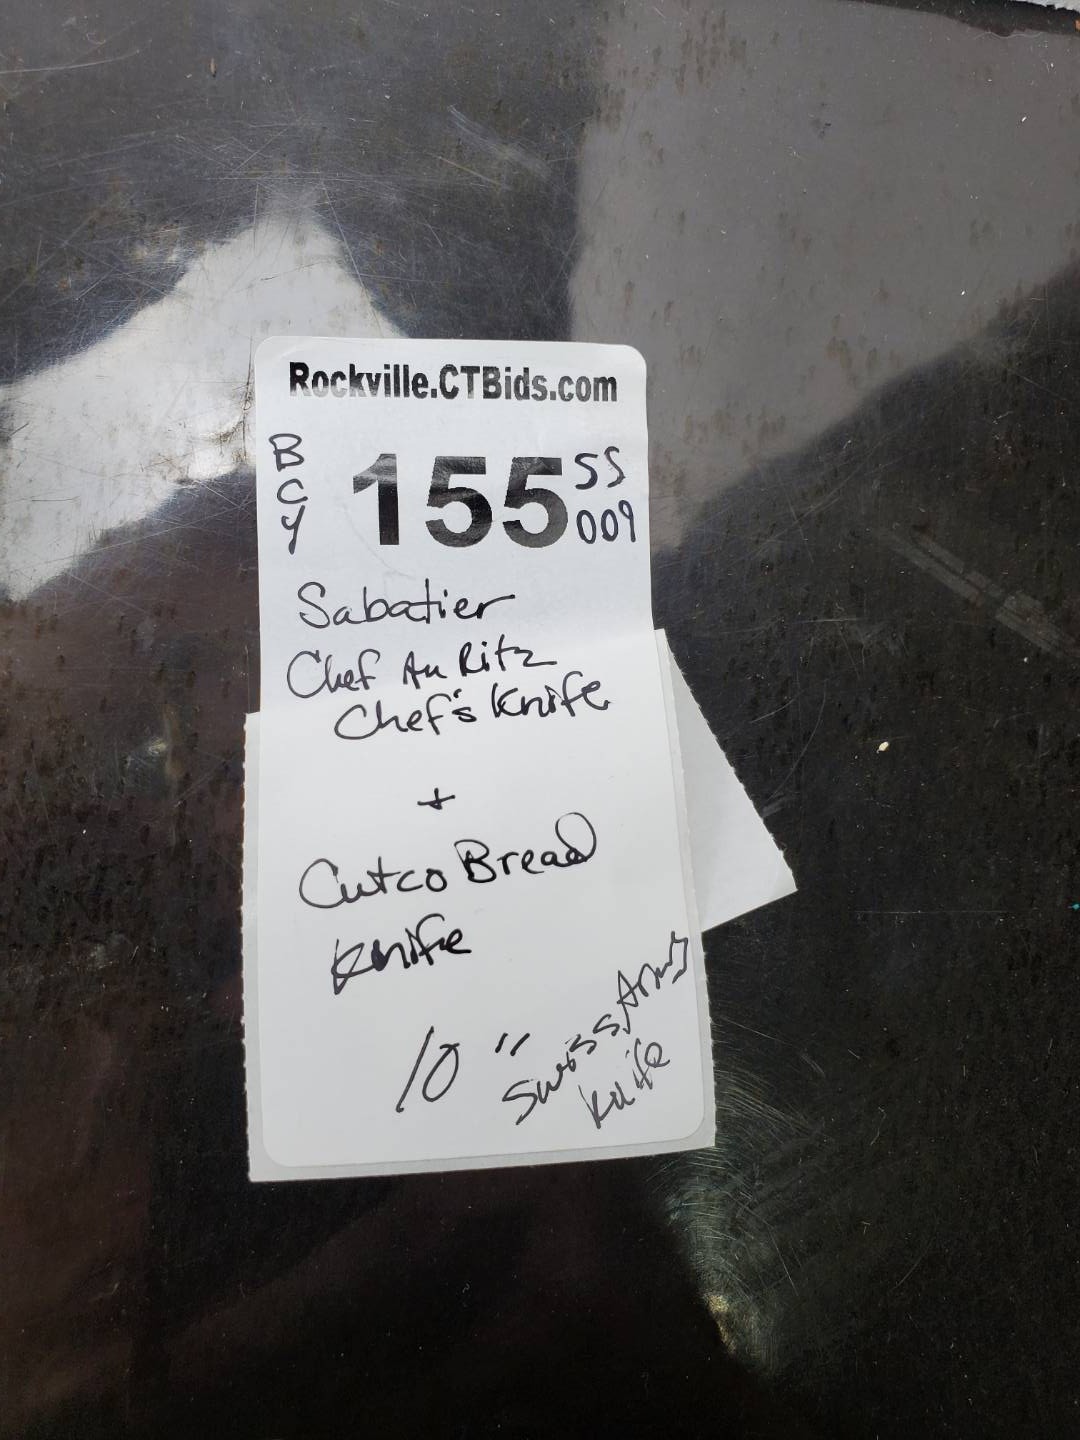 Rockville.CTBids.com
BCY 155 SS 009
Sabatier
Chef Au Ritz
Chef's Knife
+
Cutco Bread
Knife
10"
Swiss Army
Knife